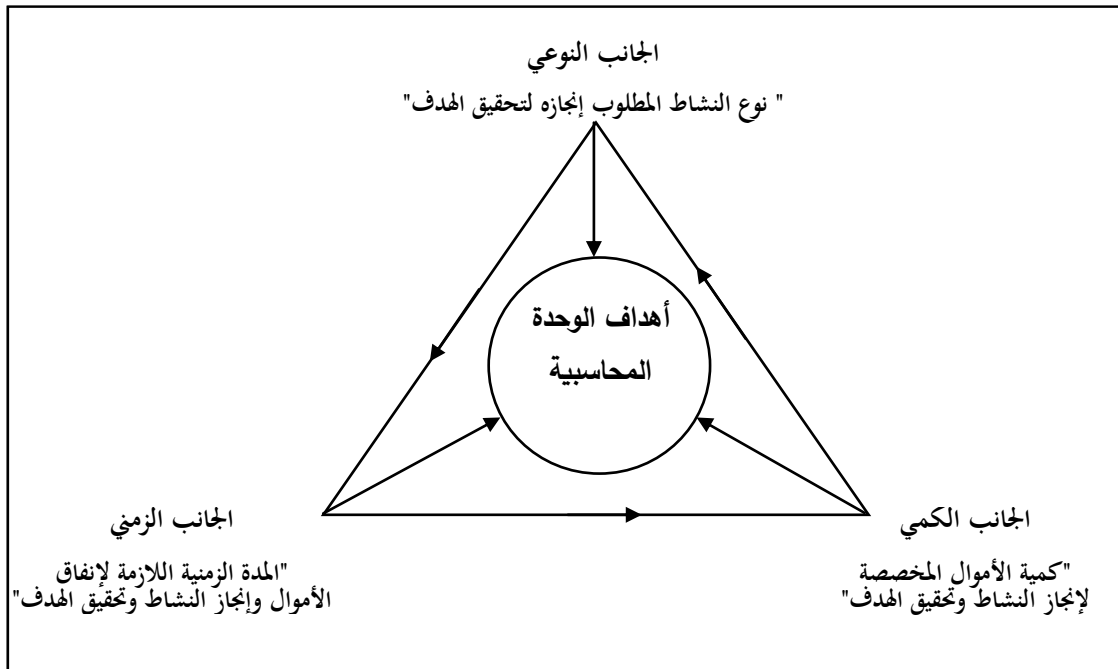 الجانب النوعي
" نوع النشاط المطلوب إنجازه لتحقيق الهدف"
أهداف الوحدة
المحاسبية
الجانب الكمي
"كمية الأموال المخصصة
لإنجاز النشاط وتحقيق الهدف"
الجانب الزمني
"المدة الزمنية اللازمة لإنفاق
الأموال وإنجاز النشاط وتحقيق الهدف"